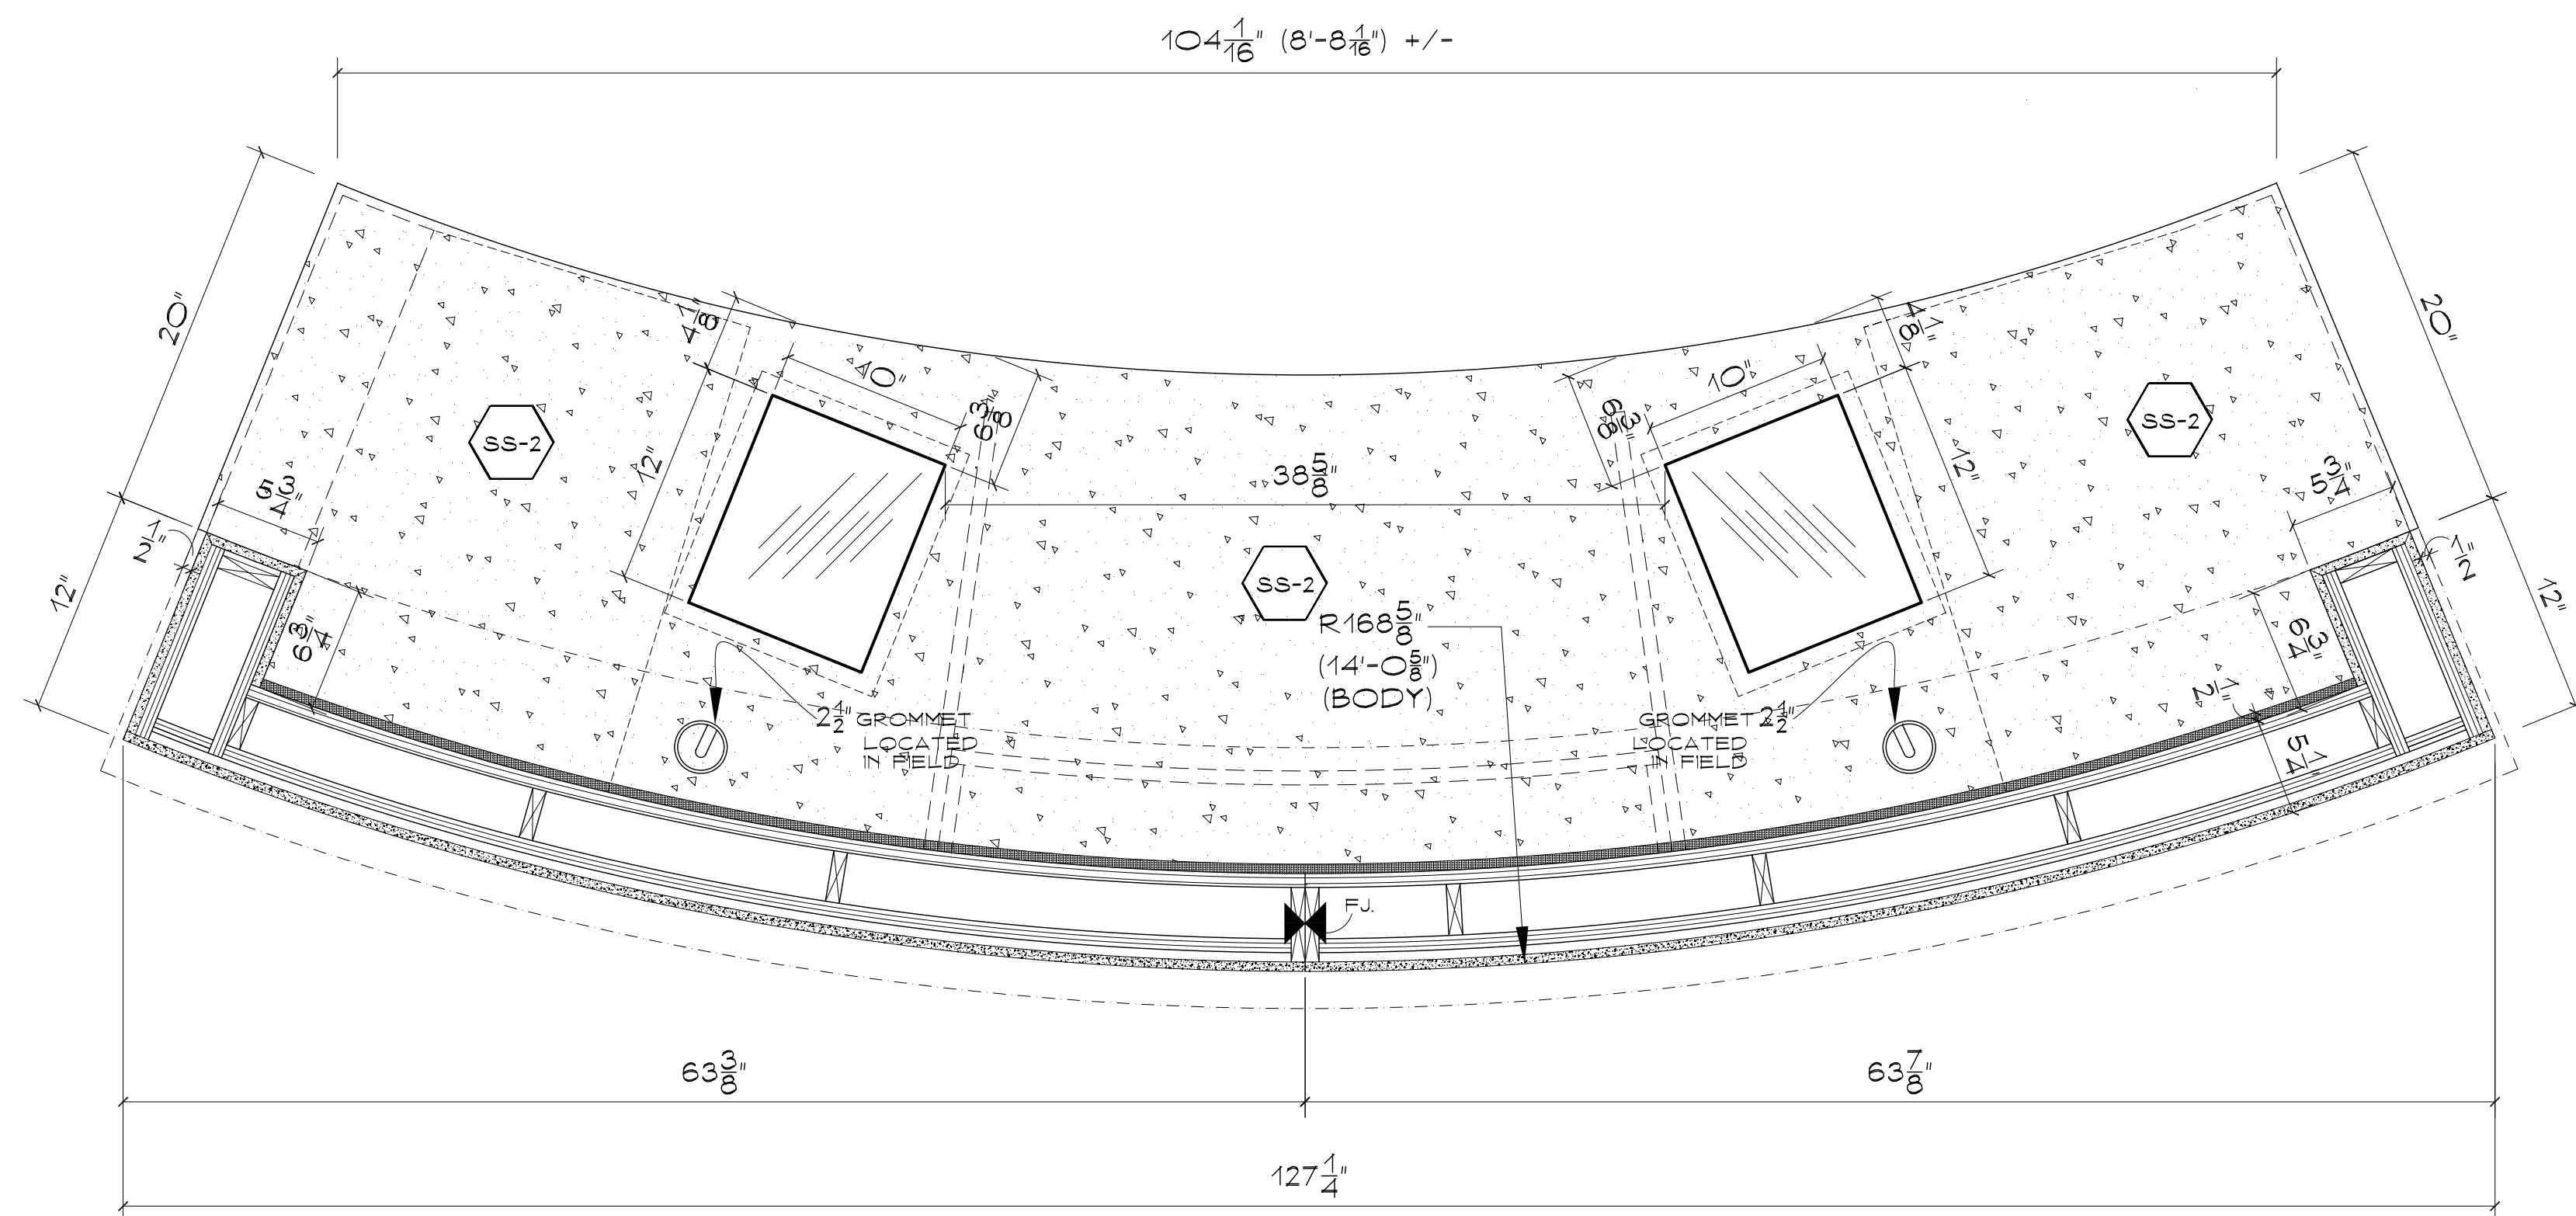 104 1/16" (8'-8 1/16") +/-
20"
20"
4 1/8"
4 1/8"
10"
10"
6 3/8"
6 3/8"
SS-2
SS-2
12"
12"
38 5/8"
5 3/4"
5 3/4"
1/2"
1/2"
12"
12"
SS-2
R168 5/8"
(14'-0 5/8")
(BODY)
6 3/4"
6 3/4"
2 1/2" GROMMET
LOCATED
IN FIELD
GROMMET 2 1/2"
LOCATED
IN FIELD
1/2"
5 1/4"
F.J.
63 3/8"
63 7/8"
127 1/4"